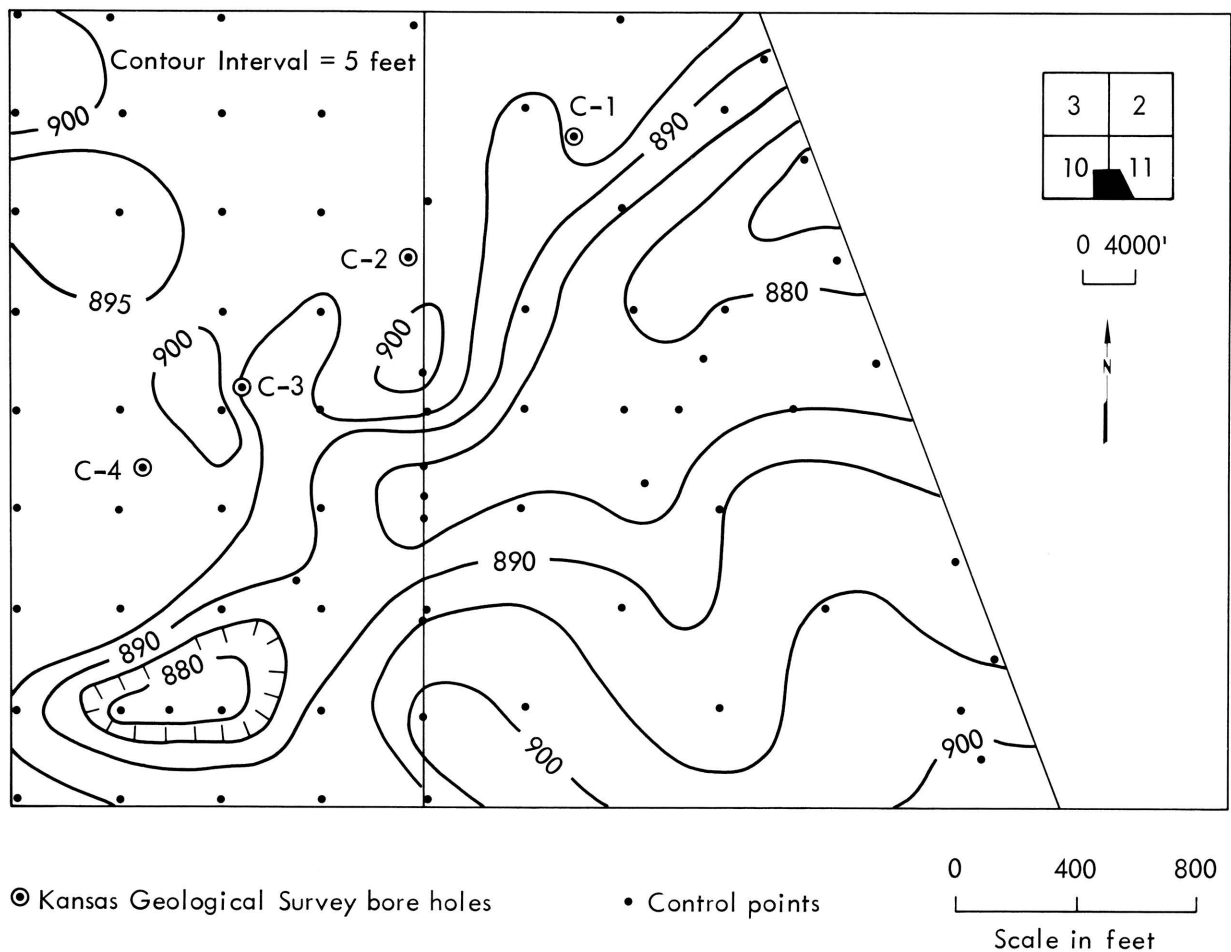 Contour Interval = 5 feet
900
C-1
890
3 2
10 11
0 4000'
C-2
895
880
900
900
N
C-3
C-4
890
890
880
900
900
0 400 800
Kansas Geological Survey bore holes
Control points
Scale in feet